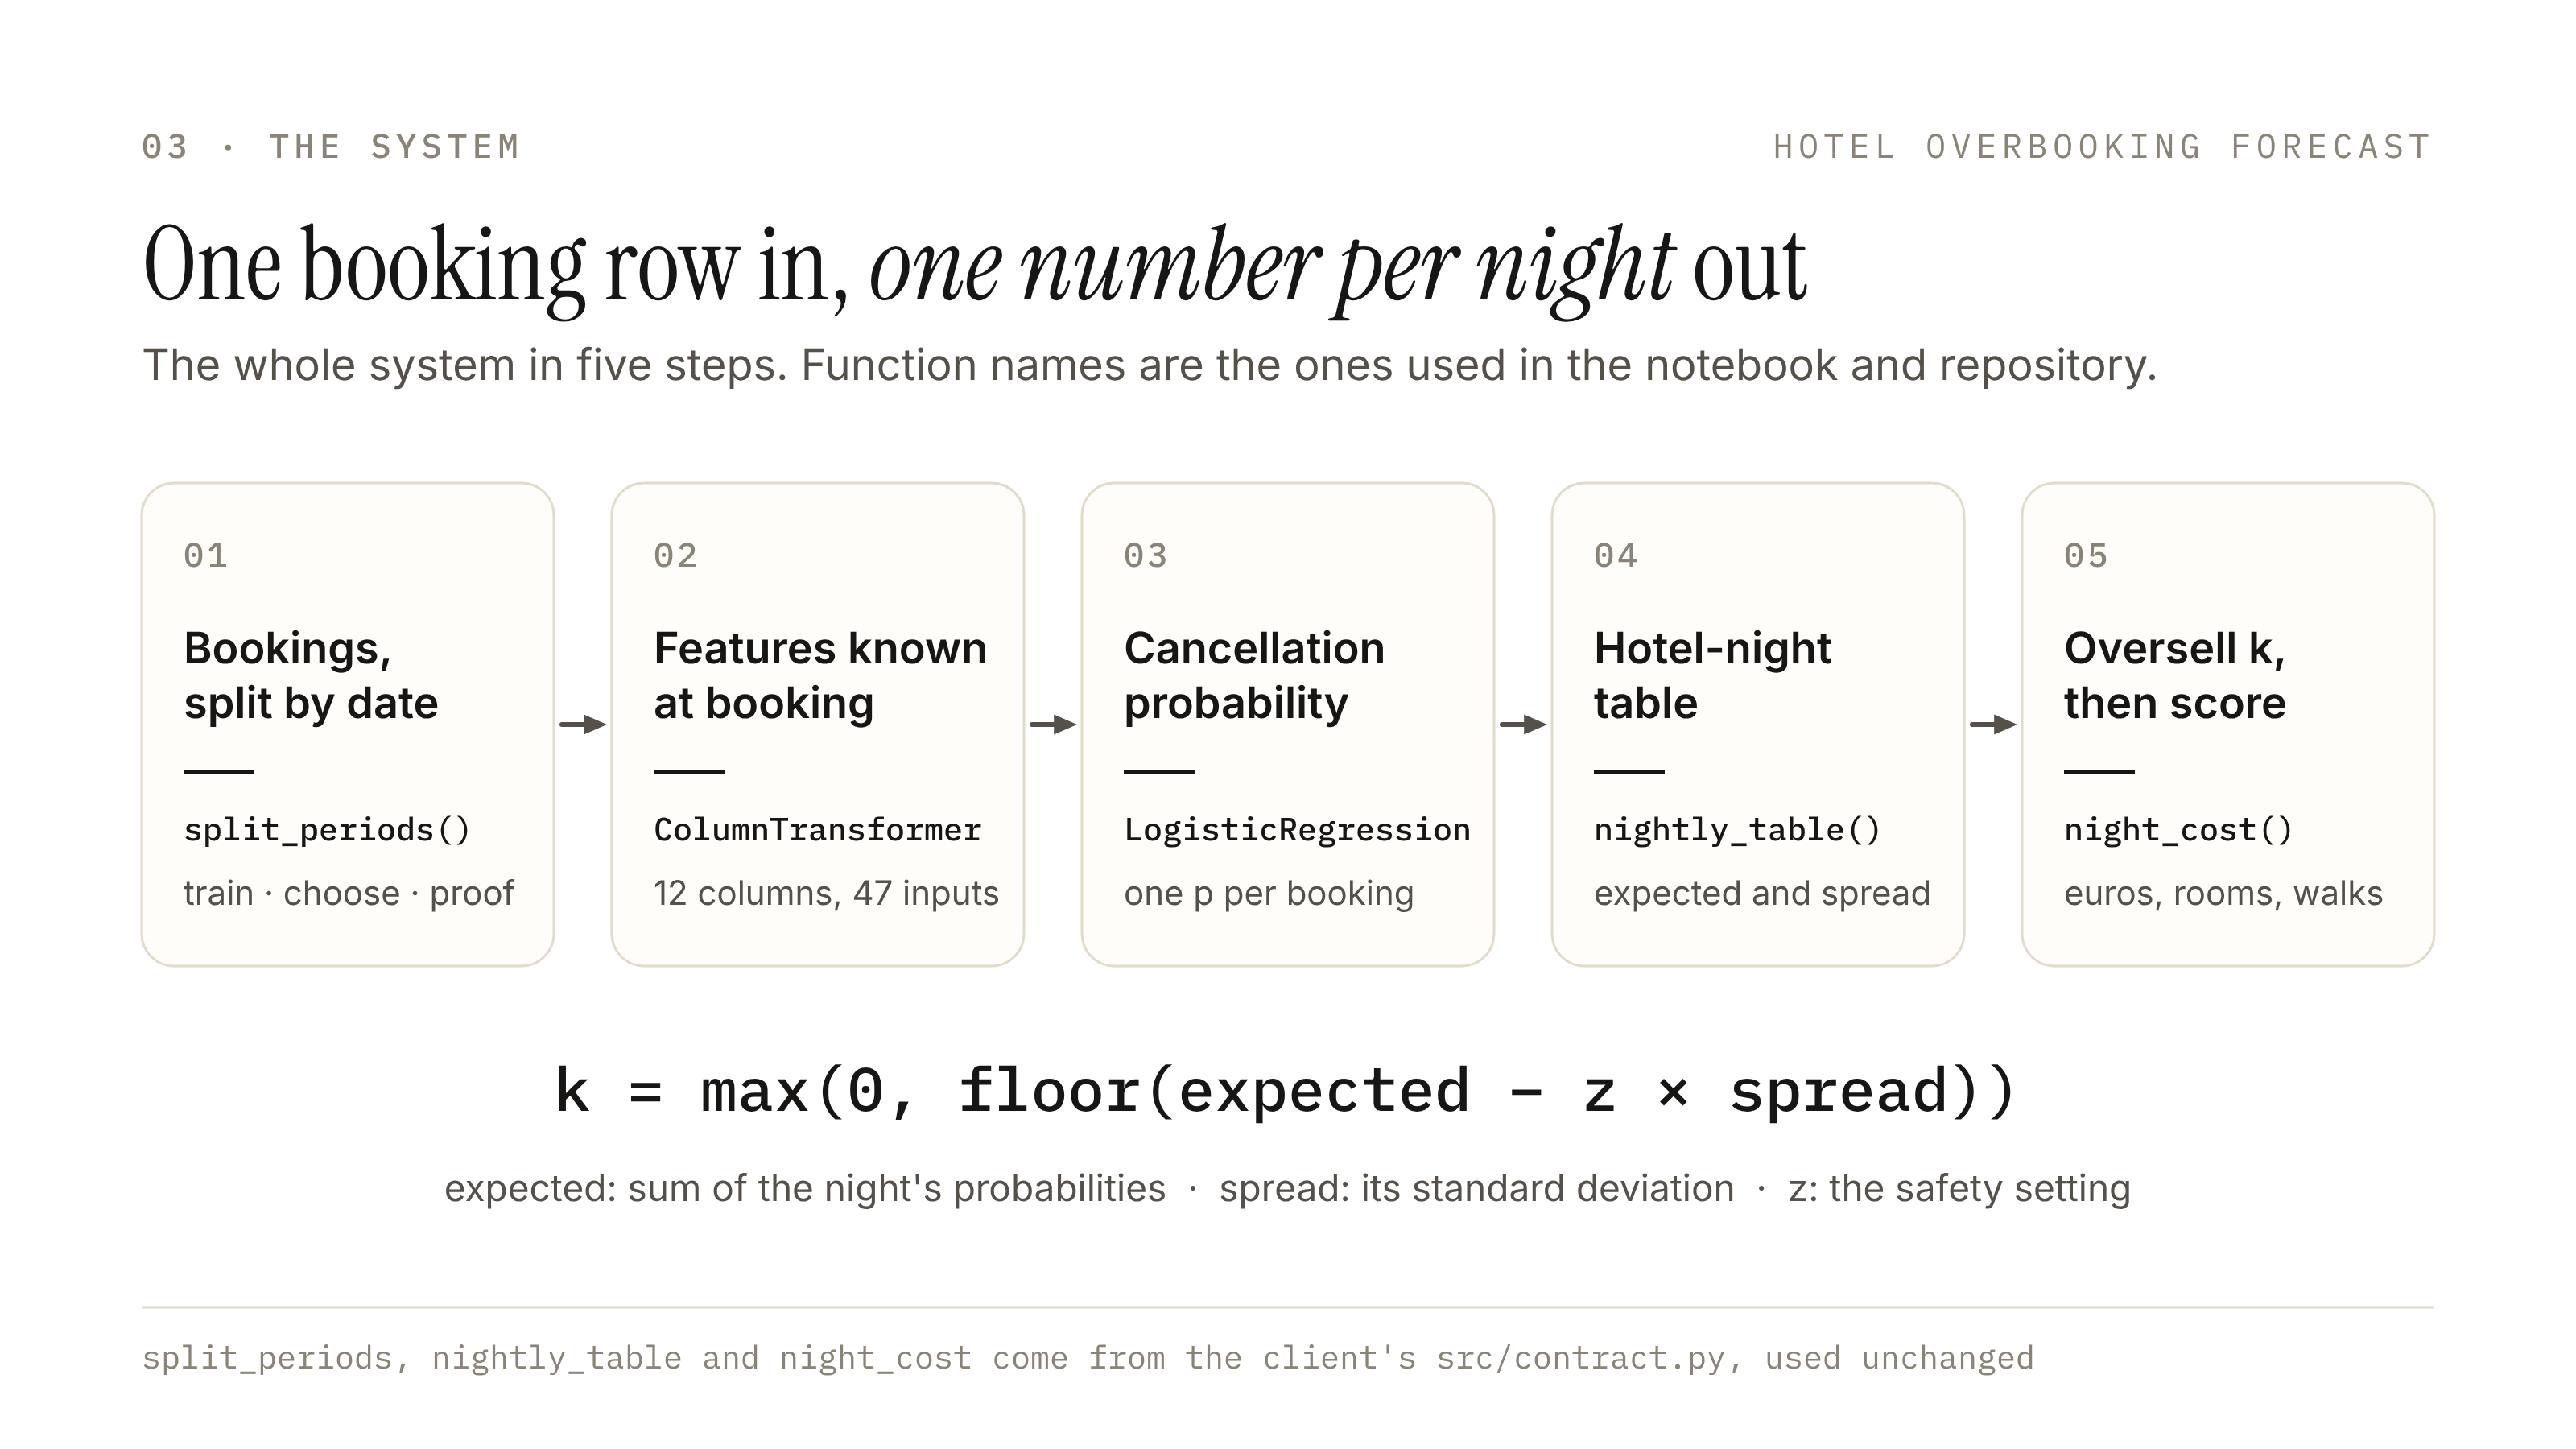 03 · THE SYSTEM
HOTEL OVERBOOKING FORECAST
One booking row in, one number per night out
The whole system in five steps. Function names are the ones used in the notebook and repository.
01
Bookings,
split by date
split_periods()
train · choose · proof
02
Features known
at booking
ColumnTransformer
12 columns, 47 inputs
03
Cancellation
probability
LogisticRegression
one p per booking
04
Hotel-night
table
nightly_table()
expected and spread
05
Oversell k,
then score
night_cost()
euros, rooms, walks
k = max(0, floor(expected − z × spread))
expected: sum of the night's probabilities · spread: its standard deviation · z: the safety setting
split_periods, nightly_table and night_cost come from the client's src/contract.py, used unchanged